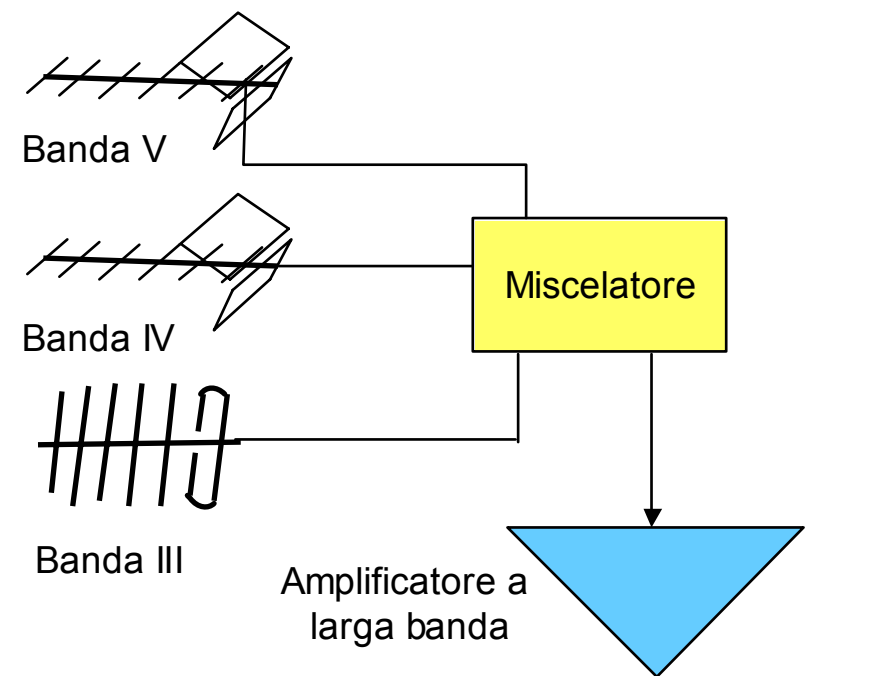 Banda V
Miscelatore
Banda IV
Banda III
Amplificatore a
larga banda